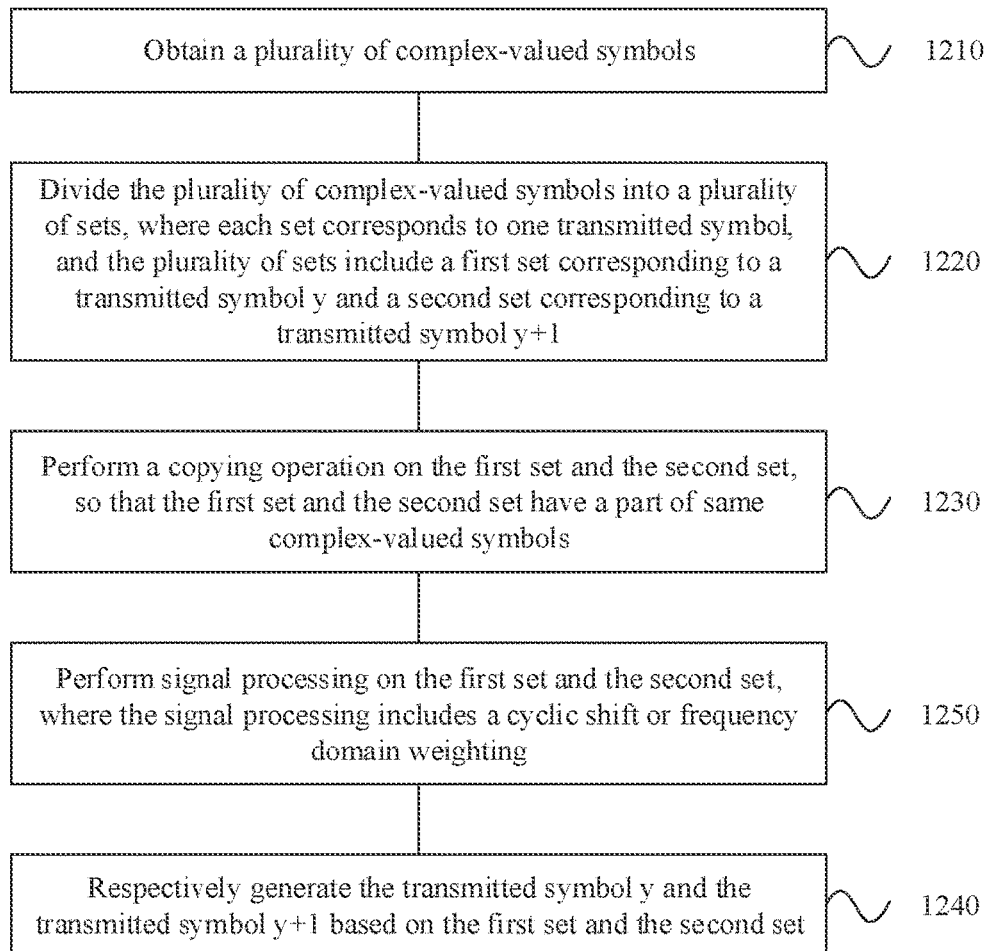 Obtain a plurality of complex-valued symbols
1210
Divide the plurality of complex-valued symbols into a plurality
of sets, where each set corresponds to one transmitted symbol,
and the plurality of sets include a first set corresponding to a
transmitted symbol y and a second set corresponding to a
transmitted symbol y+1
1220
Perform a copying operation on the first set and the second set,
so that the first set and the second set have a part of same
complex-valued symbols
1230
Perform signal processing on the first set and the second set,
where the signal processing includes a cyclic shift or frequency
domain weighting
1250
Respectively generate the transmitted symbol y and the
transmitted symbol y+1 based on the first set and the second set
1240